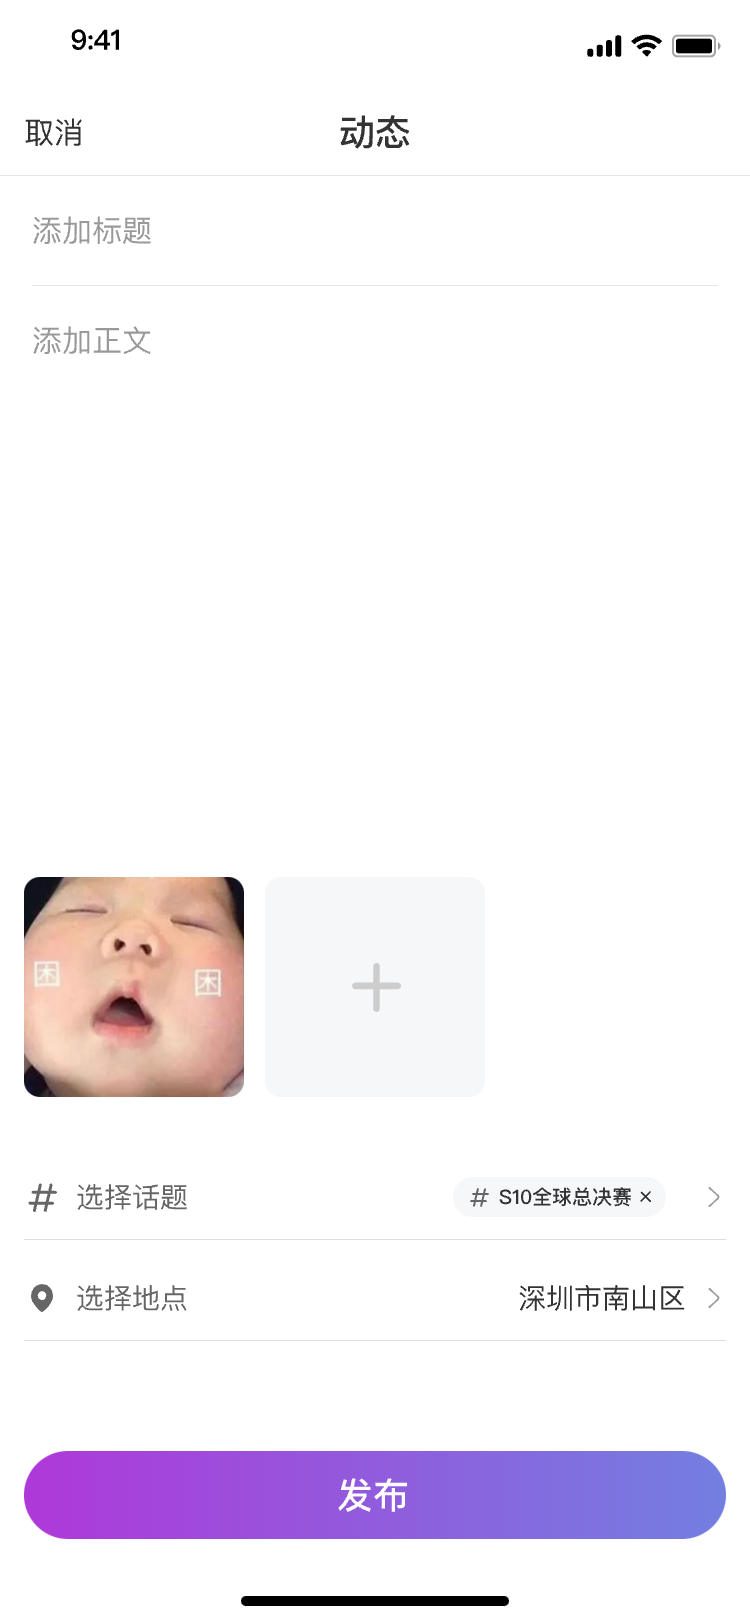 9:41
取消
动态
添加标题
添加正文
困
困
选择话题
# S10全球总决赛 ×
选择地点
深圳市南山区
发布